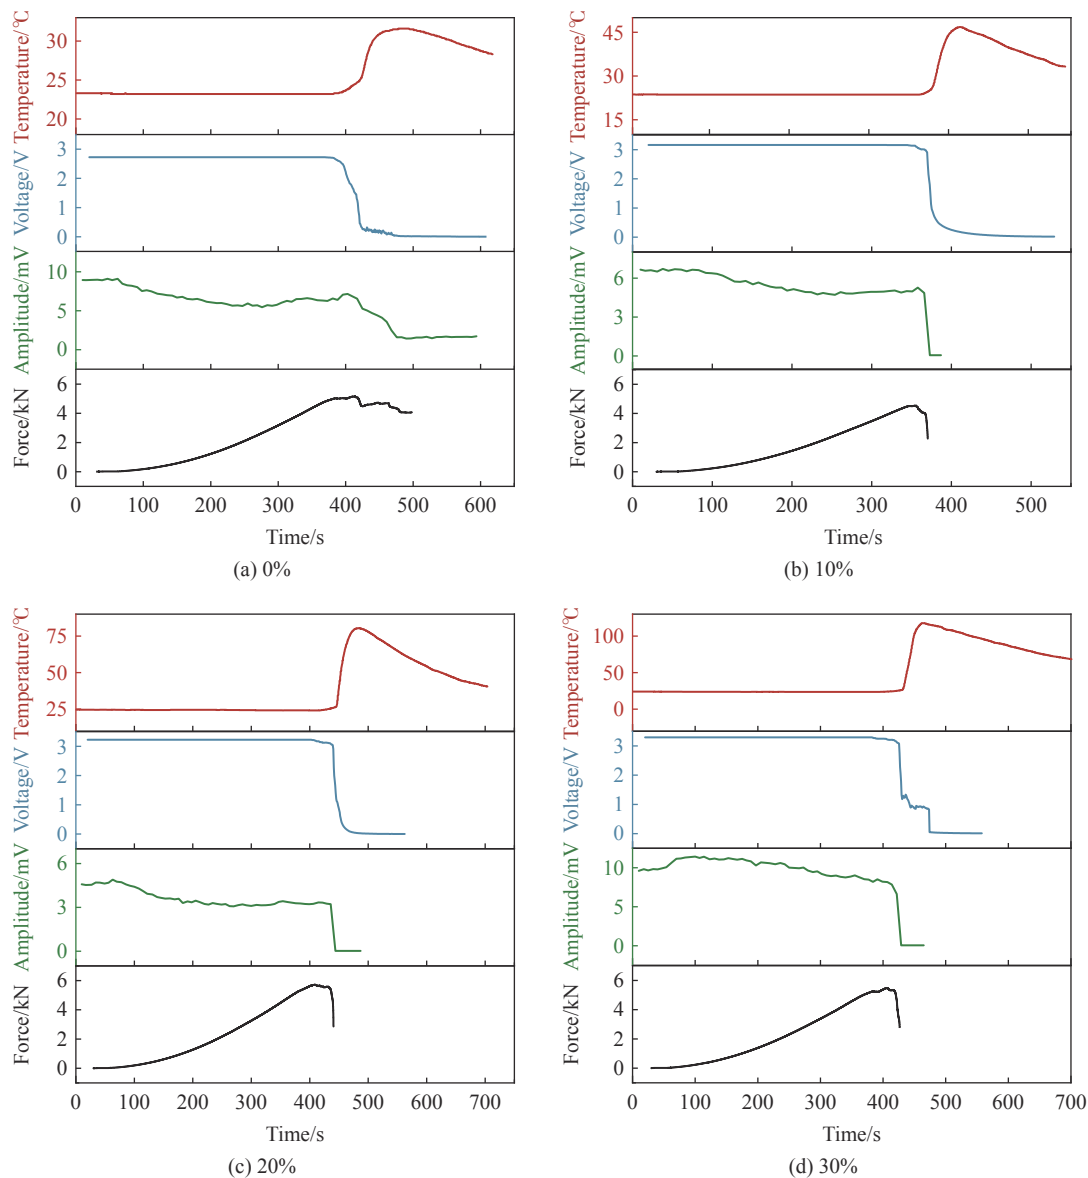 Temperature/℃
30
25
20
Voltage/V
3
2
1
0
Amplitude/mV
10
5
0
Force/kN
6
4
2
0
0 100 200 300 400 500 600
Time/s
(a) 0%
Temperature/℃
45
30
15
Voltage/V
3
2
1
0
Amplitude/mV
6
3
0
Force/kN
6
4
2
0
0 100 200 300 400 500
Time/s
(b) 10%
Temperature/℃
75
50
25
Voltage/V
3
2
1
0
Amplitude/mV
6
3
0
Force/kN
6
4
2
0
0 100 200 300 400 500 600 700
Time/s
(c) 20%
Temperature/℃
100
50
0
Voltage/V
3
2
1
0
Amplitude/mV
10
5
0
Force/kN
6
4
2
0
0 100 200 300 400 500 600 700
Time/s
(d) 30%